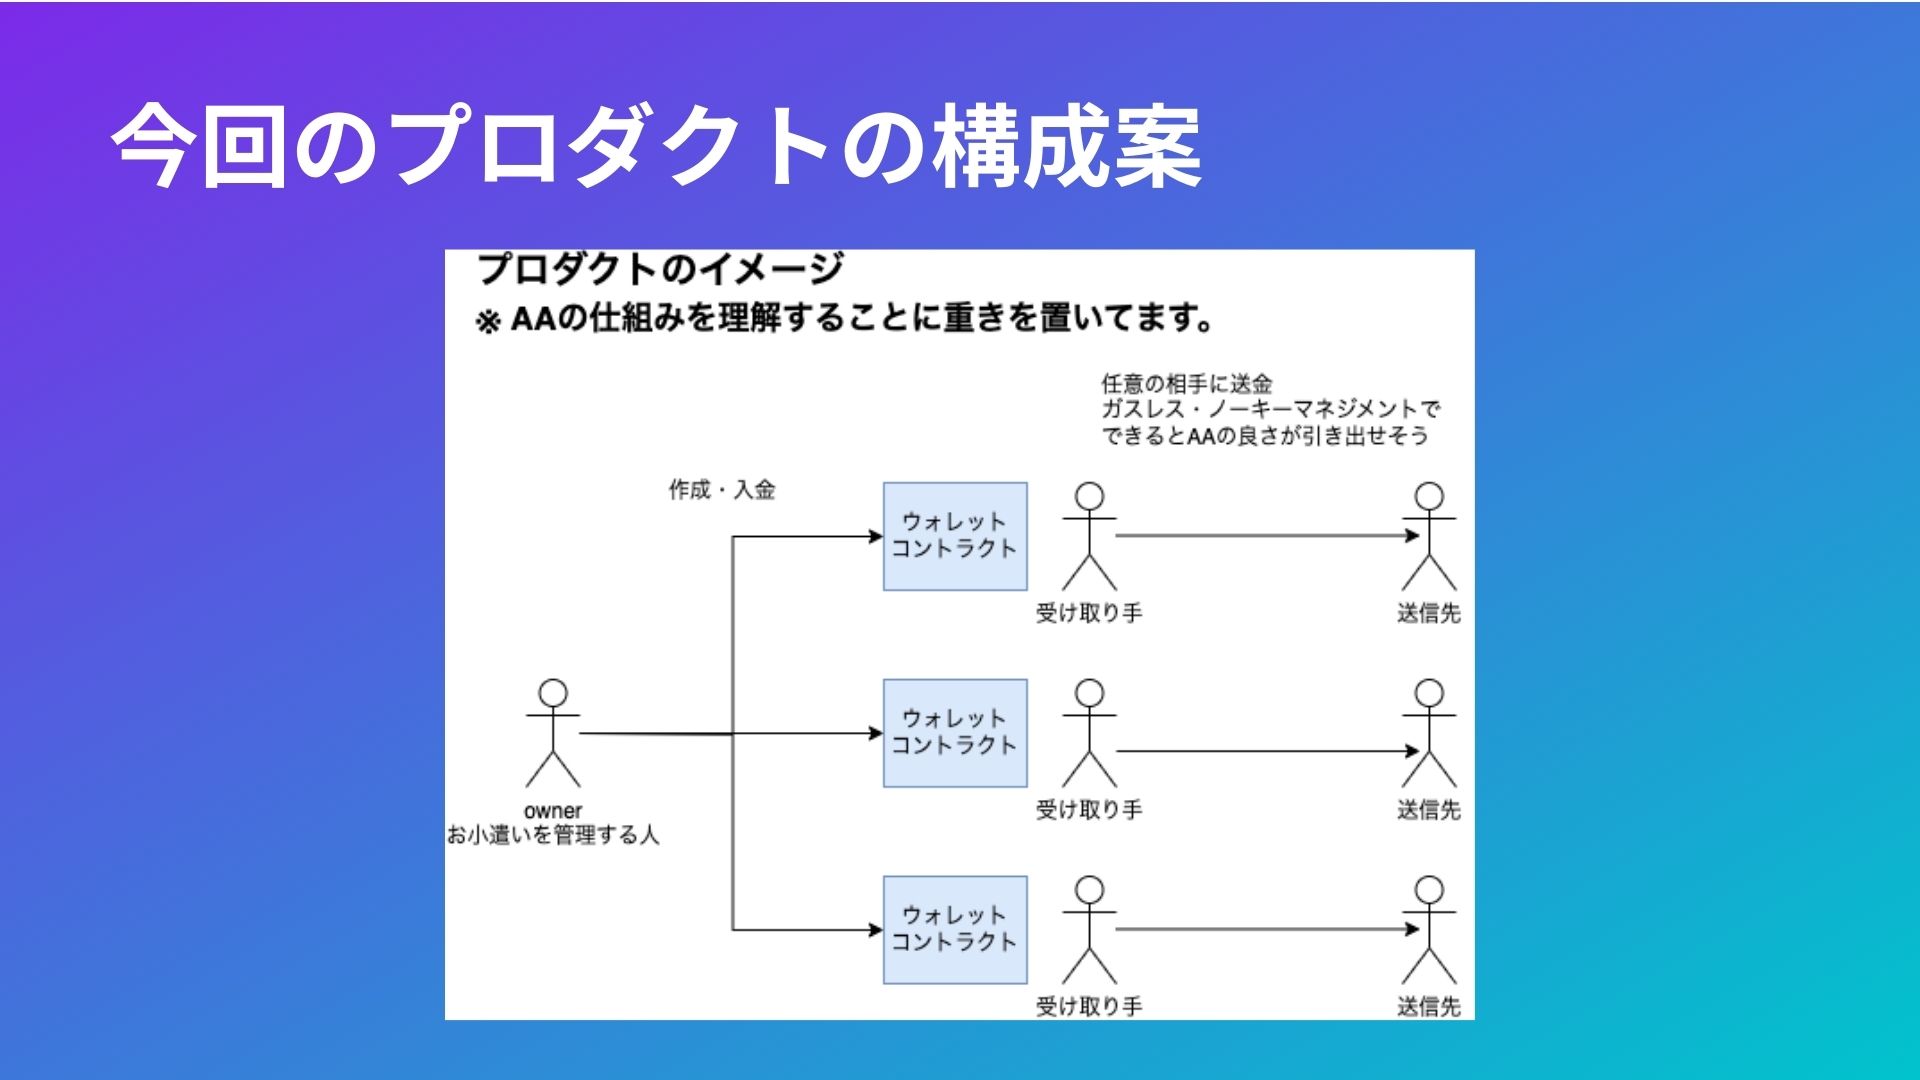 今回のプロダクトの構成案
プロダクトのイメージ
※ AAの仕組みを理解することに重きを置いてます。
任意の相手に送金
ガスレス・ノーキーマネジメントで
できるとAAの良さが引き出せそう
作成・入金
ウォレット
コントラクト
受け取り手
送信先
ウォレット
コントラクト
受け取り手
送信先
owner
お小遣いを管理する人
ウォレット
コントラクト
受け取り手
送信先